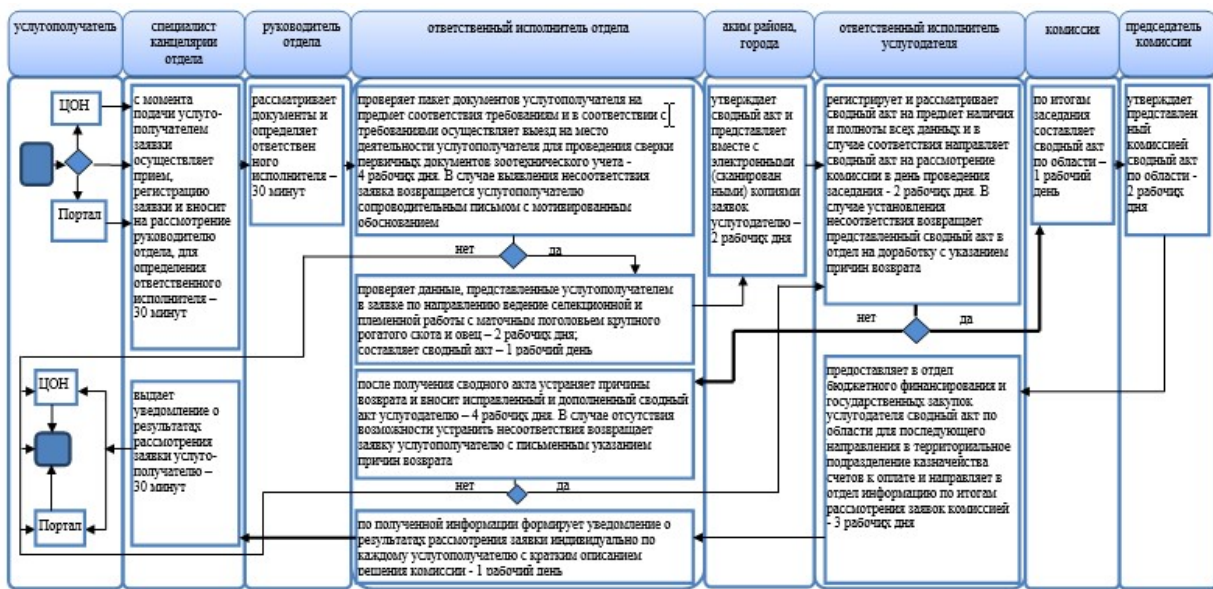 услугополучатель
специалист
канцелярии
отдела
руководитель
отдела
ответственный исполнитель отдела
аким района,
города
ответственный исполнитель
услугодателя
комиссия
председатель
комиссии
ЦОН
Портал
с момента
подачи услуго-
получателем
заявки
осуществляет
прием,
регистрацию
заявки и вносит
на рассмотрение
руководителю
отдела, для
определения
ответственного
исполнителя –
30 минут
рассматривает
документы и
определяет
ответствен
ного
исполнителя –
30 минут
проверяет пакет документов услугополучателя на
предмет соответствия требованиям и в соответствии с
требованиями осуществляет выезд на место
деятельности услугополучателя для проведения сверки
первичных документов зоотехнического учета -
4 рабочих дня. В случае выявления несоответствия
заявка возвращается услугополучателю
сопроводительным письмом с мотивированным
обоснованием
утверждает
сводный акт и
представляет
вместе с
электронными
(сканирован
ными) копиями
заявок
услугодателю –
2 рабочих дня
регистрирует и рассматривает
сводный акт на предмет наличия
и полноты всех данных и в
случае соответствия направляет
сводный акт на рассмотрение
комиссии в день проведения
заседания - 2 рабочих дня. В
случае установления
несоответствия возвращает
представленный сводный акт в
отдел на доработку с указанием
причин возврата
по итогам
заседания
составляет
сводный акт
по области –
1 рабочий
день
утверждает
представлен
ный
комиссией
сводный акт
по области -
2 рабочих
дня
нет
да
проверяет данные, представленные услугополучателем
в заявке по направлению ведение селекционной и
племенной работы с маточным поголовьем крупного
рогатого скота и овец – 2 рабочих дня;
составляет сводный акт – 1 рабочий день
нет
да
ЦОН
Портал
выдает
уведомление о
результатах
рассмотрения
заявки услуго-
получателю –
30 минут
после получения сводного акта устраняет причины
возврата и вносит исправленный и дополненный сводный
акт услугодателю – 4 рабочих дня. В случае отсутствия
возможности устранить несоответствия возвращает
заявку услугополучателю с письменным указанием
причин возврата
предоставляет в отдел
бюджетного финансирования и
государственных закупок
услугодателя сводный акт по
области для последующего
направления в территориальное
подразделение казначейства
счетов к оплате и направляет в
отдел информацию по итогам
рассмотрения заявок комиссией
- 3 рабочих дня
нет
да
по полученной информации формирует уведомление о
результатах рассмотрения заявки индивидуально по
каждому услугополучателю с кратким описанием
решения комиссии - 1 рабочий день